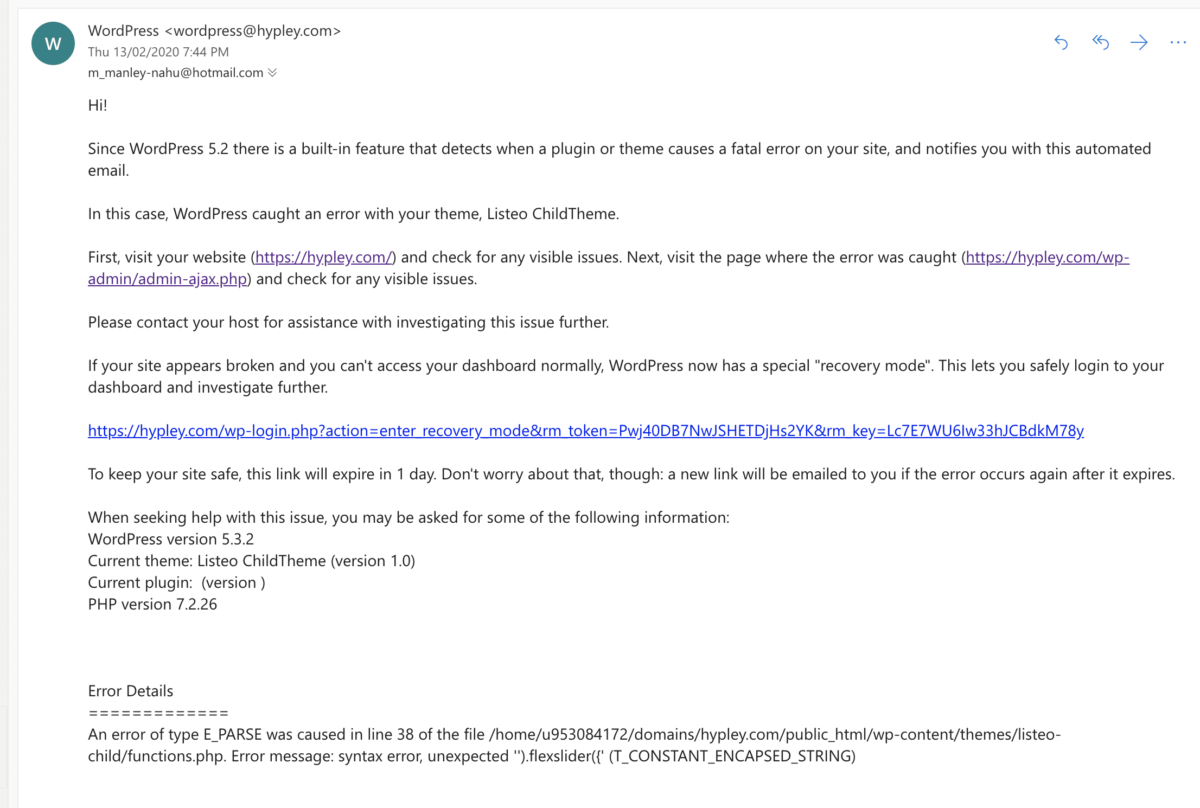 W
WordPress <wordpress@hypley.com>
Thu 13/02/2020 7:44 PM
m_manley-nahu@hotmail.com
Hi!
Since WordPress 5.2 there is a built-in feature that detects when a plugin or theme causes a fatal error on your site, and notifies you with this automated
email.
In this case, WordPress caught an error with your theme, Listeo ChildTheme.
First, visit your website (https://hypley.com/) and check for any visible issues. Next, visit the page where the error was caught (https://hypley.com/wp-
admin/admin-ajax.php) and check for any visible issues.
Please contact your host for assistance with investigating this issue further.
If your site appears broken and you can't access your dashboard normally, WordPress now has a special "recovery mode". This lets you safely login to your
dashboard and investigate further.
https://hypley.com/wp-login.php?action=enter_recovery_mode&rm_token=Pwj40DB7NwJSHETDjHs2YK&rm_key=Lc7E7WU6Iw33hJCBdkM78y
To keep your site safe, this link will expire in 1 day. Don't worry about that, though: a new link will be emailed to you if the error occurs again after it expires.
When seeking help with this issue, you may be asked for some of the following information:
WordPress version 5.3.2
Current theme: Listeo ChildTheme (version 1.0)
Current plugin:  (version )
PHP version 7.2.26
Error Details
=============
An error of type E_PARSE was caused in line 38 of the file /home/u953084172/domains/hypley.com/public_html/wp-content/themes/listeo-
child/functions.php. Error message: syntax error, unexpected '').flexslider({' (T_CONSTANT_ENCAPSED_STRING)